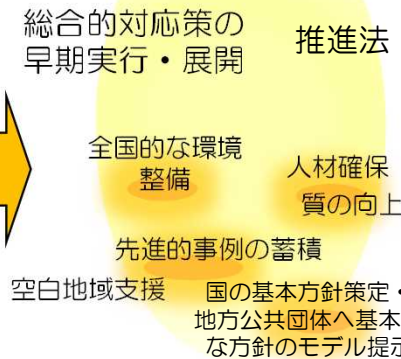 総合的対応策の
早期実行・展開
推進法
全国的な環境
整備
人材確保
質の向上
先進的事例の蓄積
空白地域支援
国の基本方針策定・
地方公共団体へ基本
な方針のモデル提示